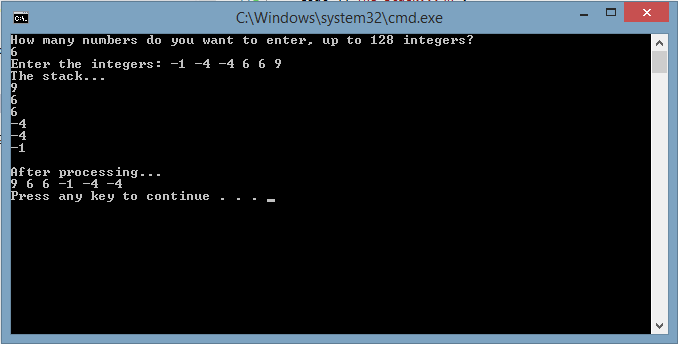 C:\Windows\system32\cmd.exe
How many numbers do you want to enter, up to 128 integers?
6
Enter the integers: -1 -4 -4 6 6 9
The stack...
9
6
6
-4
-4
-1
After processing...
9 6 6 -1 -4 -4
Press any key to continue . . . _